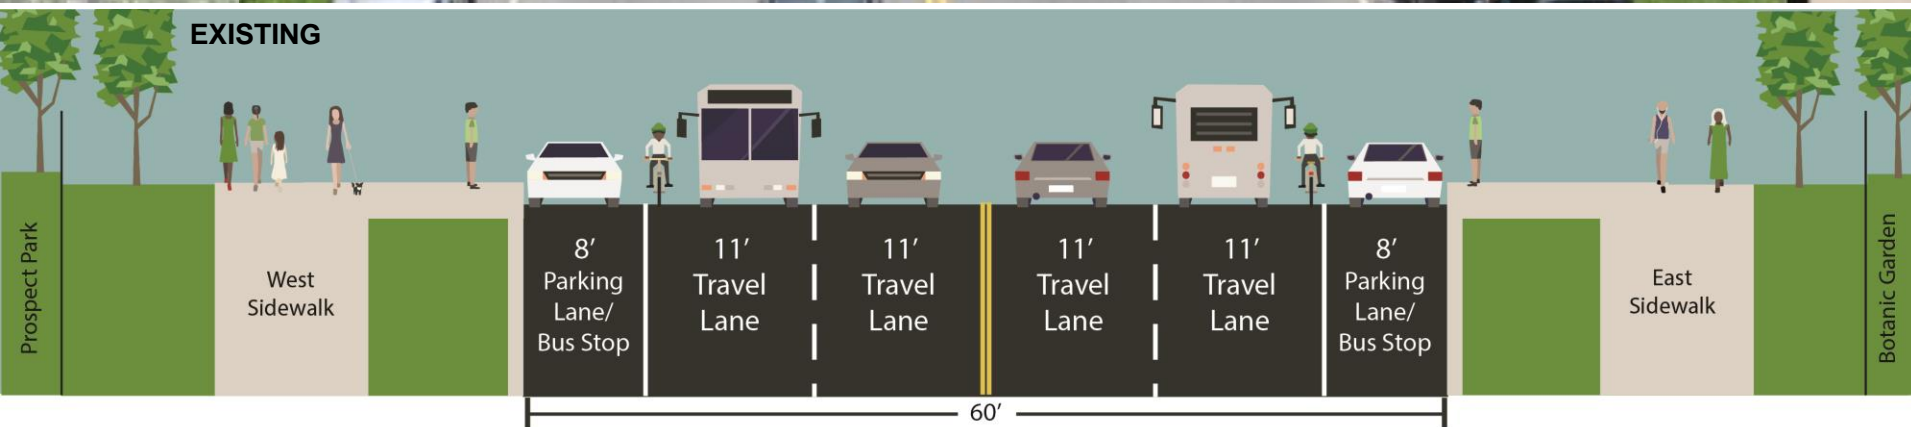 EXISTING
Prospect Park
West
Sidewalk
8’
Parking
Lane/
Bus Stop
11’
Travel
Lane
11’
Travel
Lane
11’
Travel
Lane
11’
Travel
Lane
8’
Parking
Lane/
Bus Stop
East
Sidewalk
Botanic Garden
60’